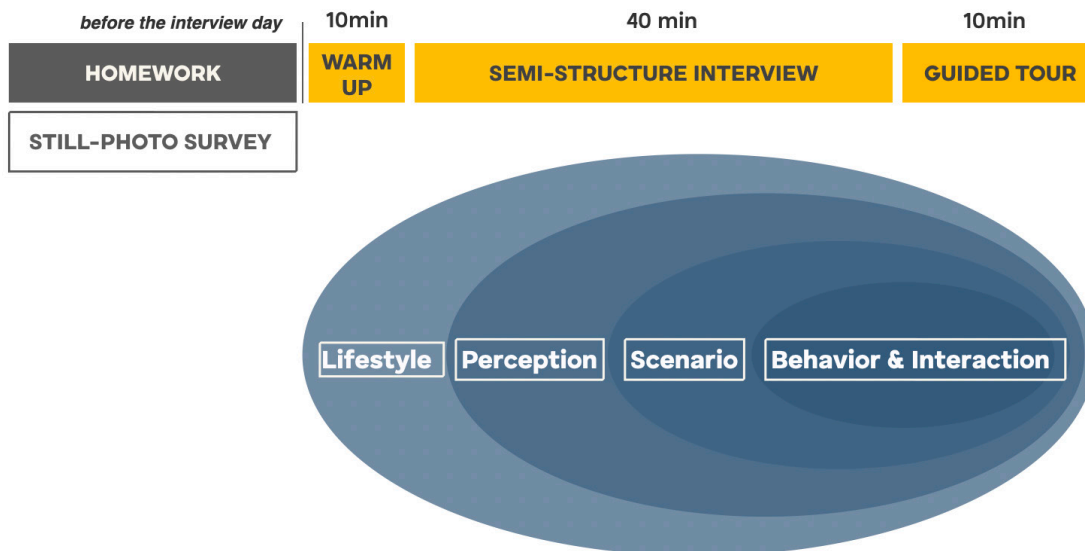 before the interview day
10min
40 min
10min
HOMEWORK
WARM
UP
SEMI-STRUCTURE INTERVIEW
GUIDED TOUR
STILL-PHOTO SURVEY
Lifestyle
Perception
Scenario
Behavior & Interaction